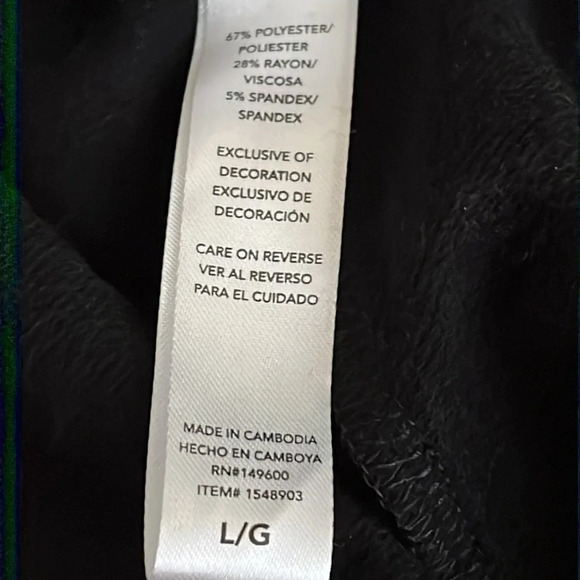 67% POLYESTER/
POLIESTER
28% RAYON/
VISCOSA
5% SPANDEX/
SPANDEX
EXCLUSIVE OF
DECORATION
EXCLUSIVO DE
DECORACIÓN
CARE ON REVERSE
VER AL REVERSO
PARA EL CUIDADO
MADE IN CAMBODIA
HECHO EN CAMBOYA
RN#149600
ITEM# 1548903
L/G